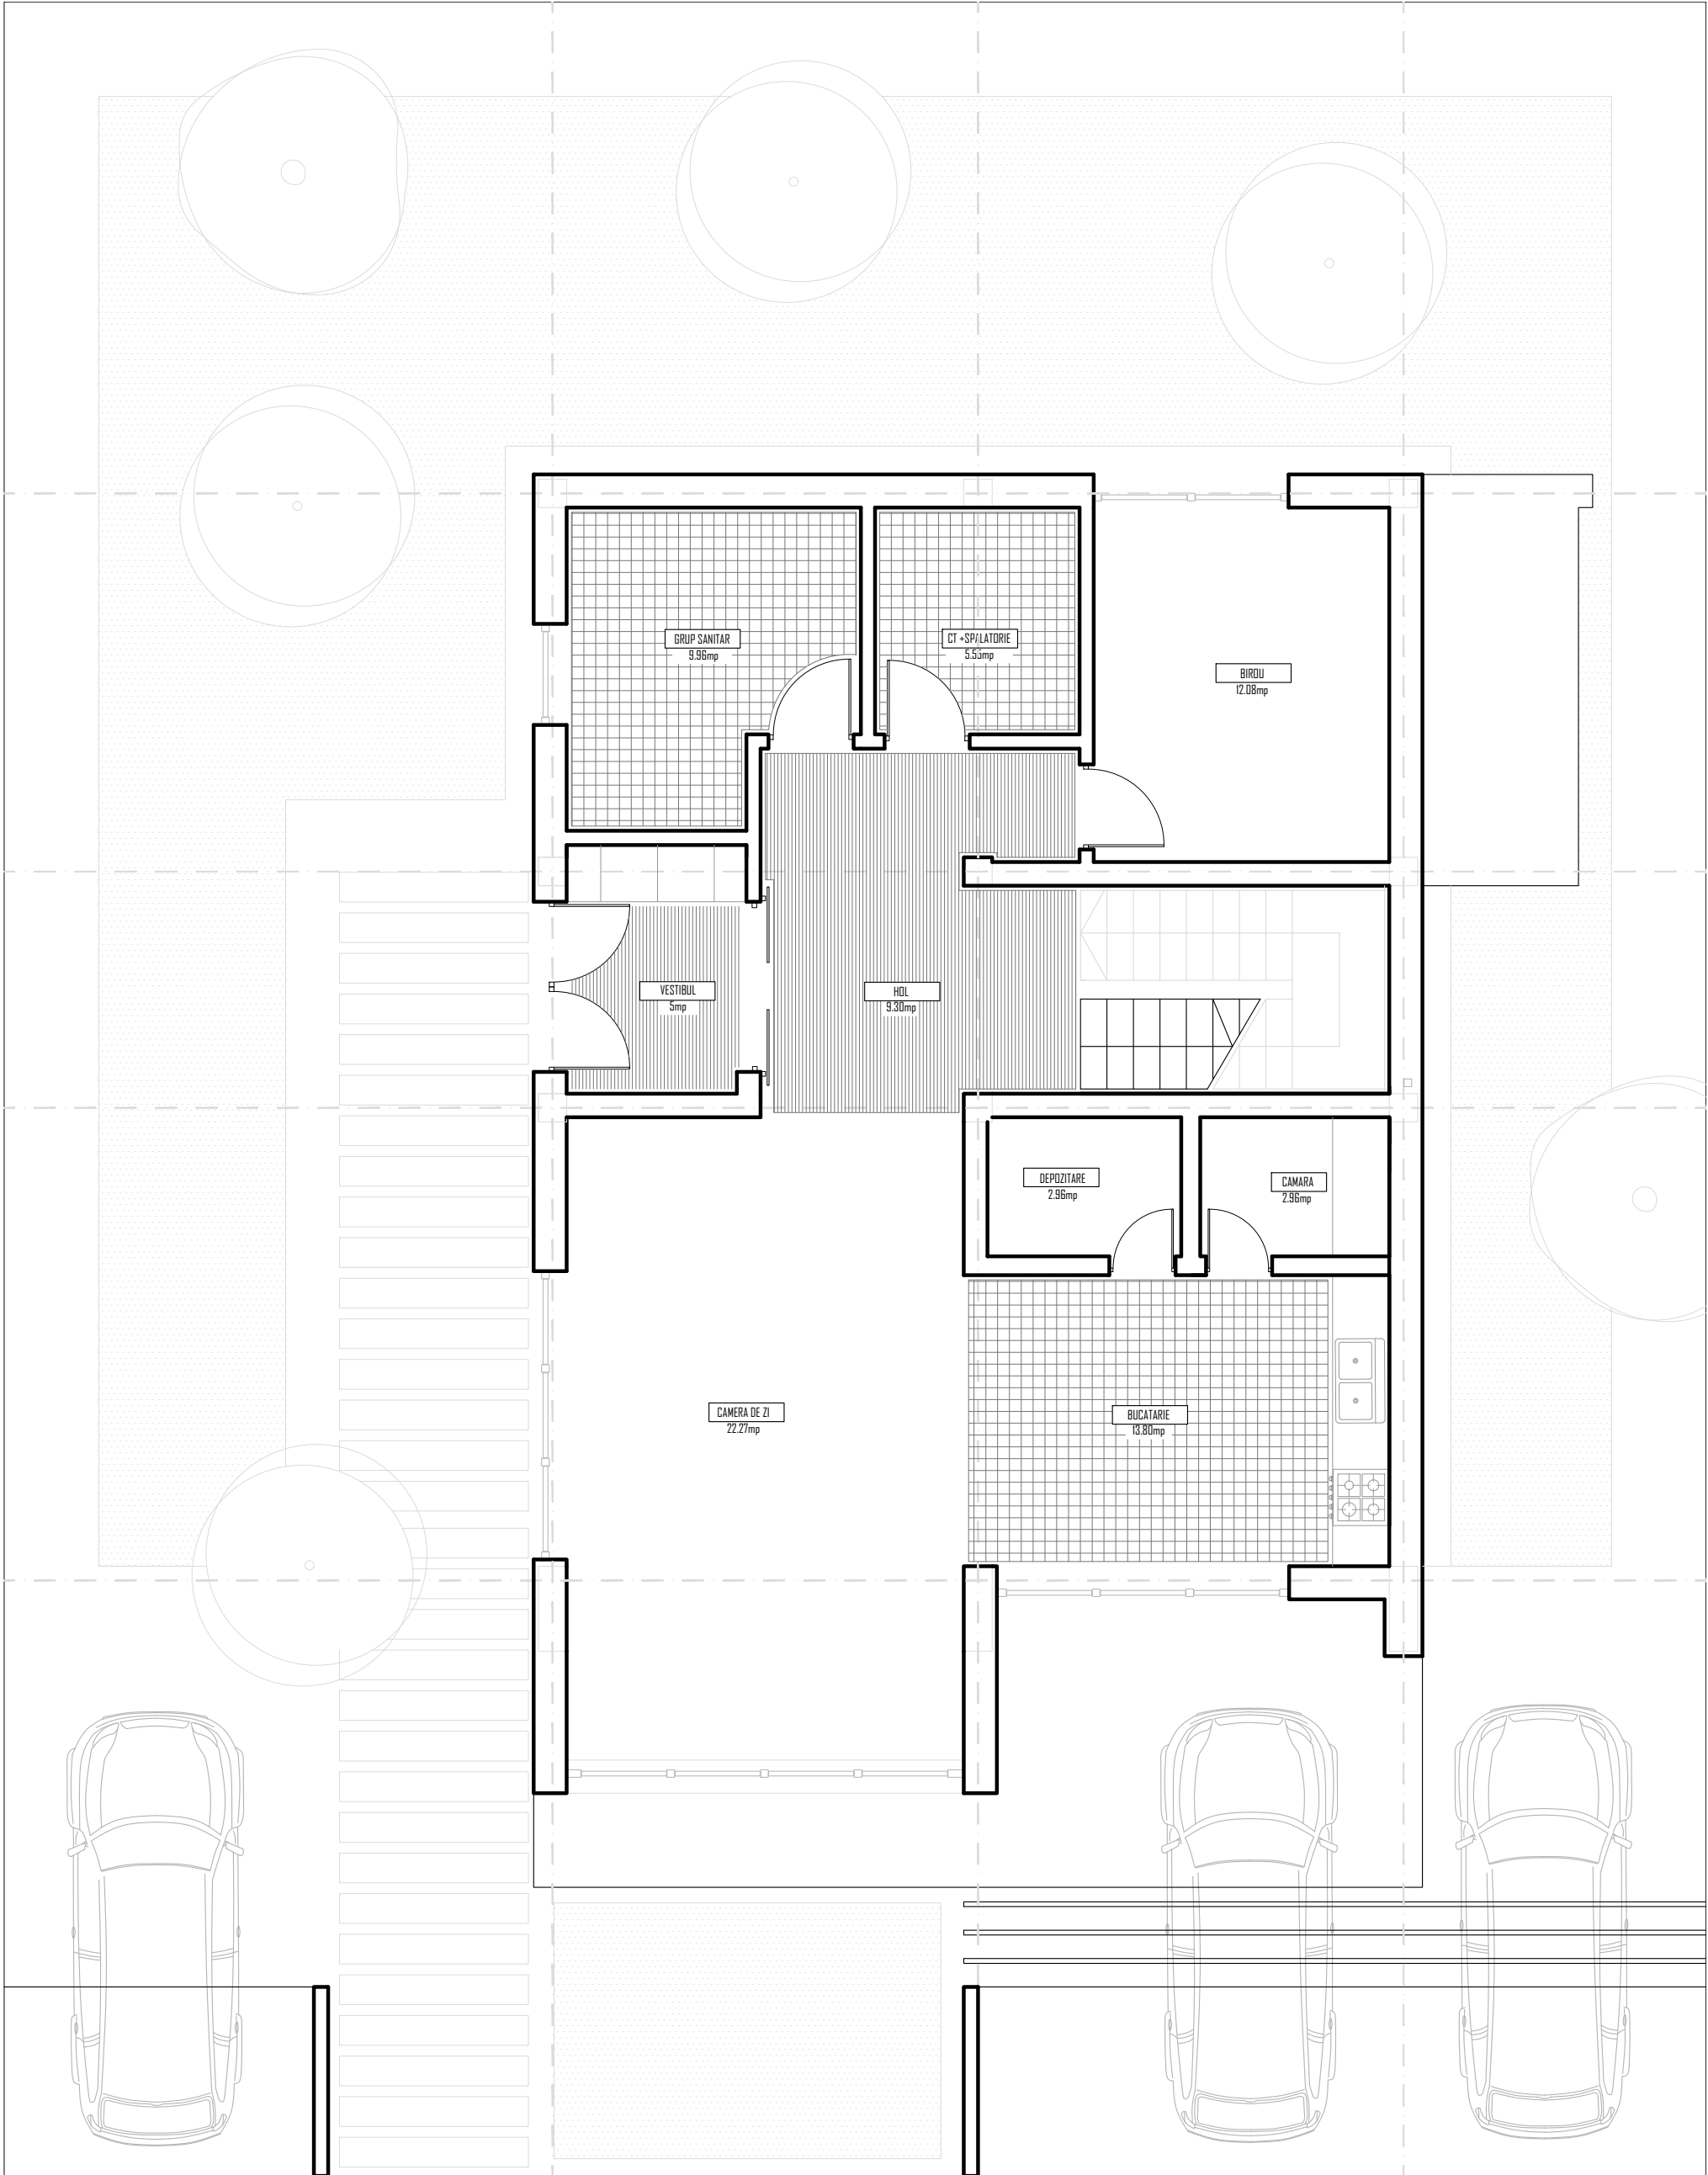 GRUP SANITAR
9.96mp
CT +SPALATORIE
5.53mp
BIROU
12.08mp
VESTIBUL
5mp
HOL
9.30mp
DEPOZITARE
2.96mp
CAMARA
2.96mp
CAMERA DE ZI
22.27mp
BUCATARIE
13.80mp